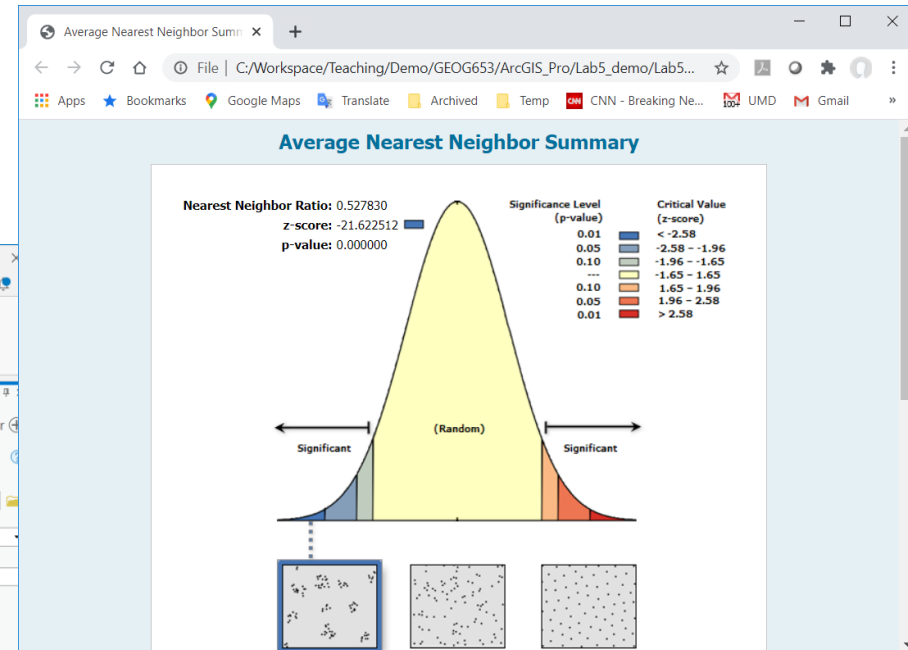 Average Nearest Neighbor Sum
File | C:/Workspace/Teaching/Demo/GEOG653/ArcGIS_Pro/Lab5_demo/Lab5...
Apps Bookmarks Google Maps Translate Archived Temp CNN CNN - Breaking Ne... 100+ UMD Gmail »
Average Nearest Neighbor Summary
Nearest Neighbor Ratio: 0.527830
z-score: -21.622512
p-value: 0.000000
Significance Level
(p-value)
Critical Value
(z-score)
0.01 < -2.58
0.05 -2.58 – -1.96
0.10 -1.96 – -1.65
--- -1.65 – 1.65
0.10 1.65 – 1.96
0.05 1.96 – 2.58
0.01 > 2.58
(Random)
Significant
Significant
r